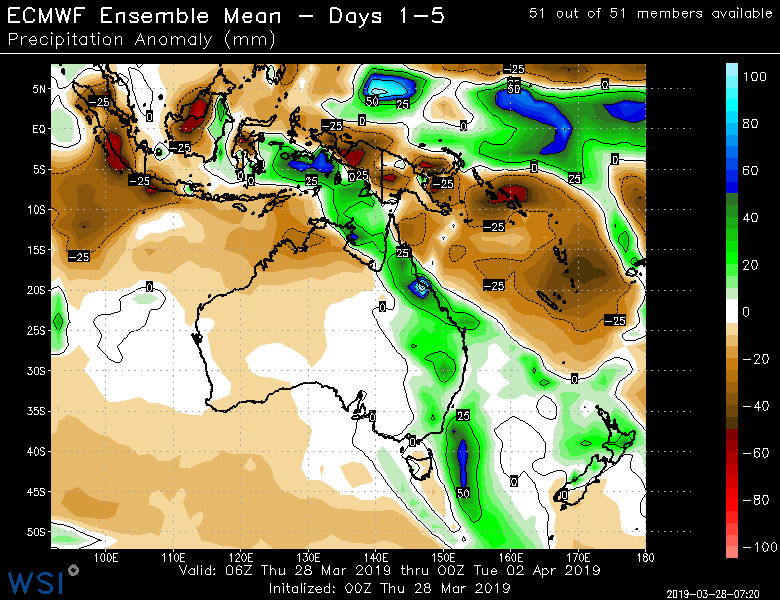 ECMWF Ensemble Mean – Days 1–5
51 out of 51 members available
Precipitation Anomaly (mm)
-25 0 50 25 -25 50 0
5N
-25 0 0
EQ
-25 -25 0 0
5S
-25 0 0 25 0 25 -25 25
10S
-25
15S
-25 25
20S
0 0 -25
25S
-25
30S
0
35S
0 25
40S
0 0
45S
50 0
50S
100E 110E 120E 130E 140E 150E 160E 170E 180
100
80
60
40
20
0
-20
-40
-60
-80
-100
Valid: 06Z Thu 28 Mar 2019 thru 00Z Tue 02 Apr 2019
Initalized: 00Z Thu 28 Mar 2019
WSI
2019-03-28-07:20